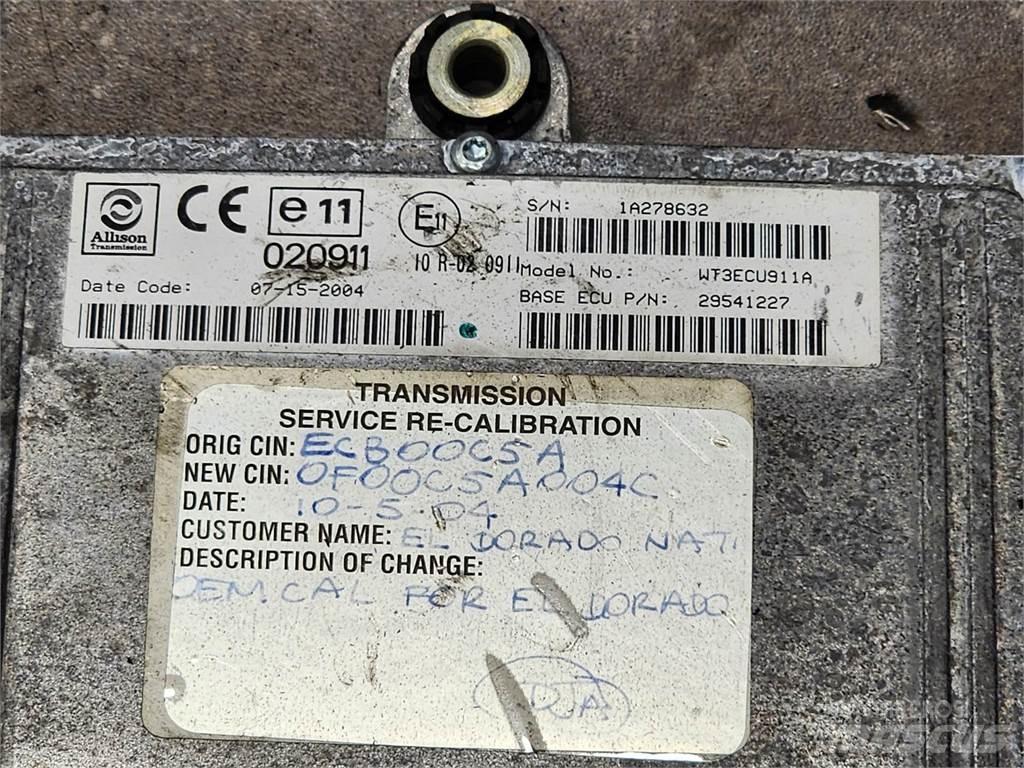 Allison
Transmission
CE
e11
020911
E11
10 R-02 0911
S/N: 1A278632
Model No.: WT3ECU911A
Date Code: 07-15-2004
BASE ECU P/N: 29541227
TRANSMISSION
SERVICE RE-CALIBRATION
ORIG CIN: ECB00C5A
NEW CIN: 0F00C5A004C
DATE: 10-5-04
CUSTOMER NAME: EL DORADO NATI
DESCRIPTION OF CHANGE:
OEM. CAL FOR EL DORADO
DJA